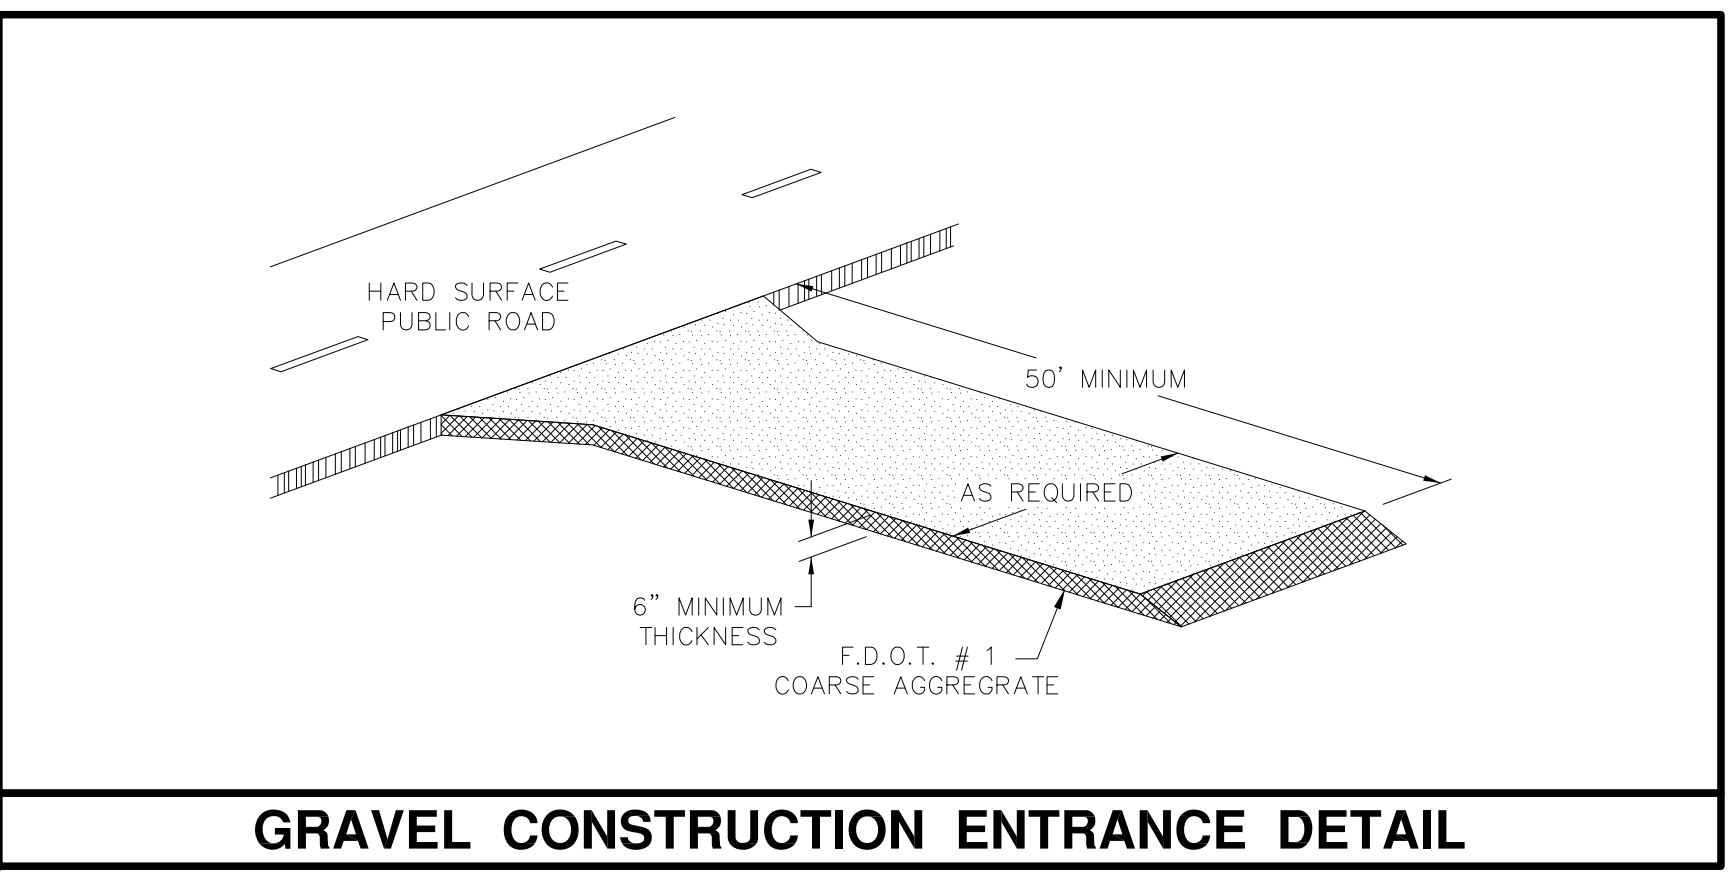 HARD SURFACE
PUBLIC ROAD
50' MINIMUM
AS REQUIRED
6" MINIMUM
THICKNESS
F.D.O.T. # 1
COARSE AGGREGRATE
GRAVEL CONSTRUCTION ENTRANCE DETAIL